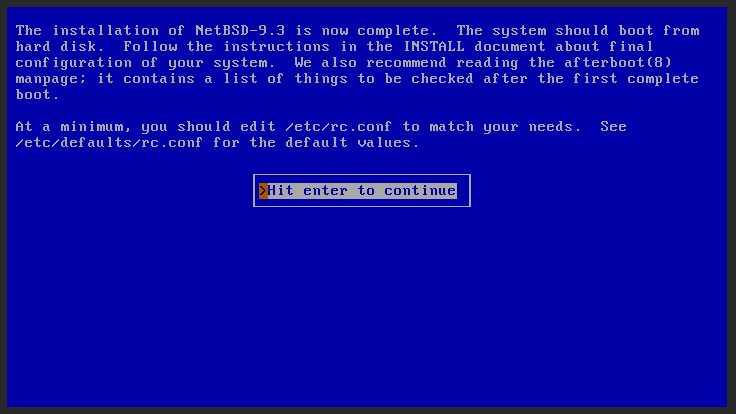 The installation of NetBSD-9.3 is now complete.  The system should boot from
hard disk.  Follow the instructions in the INSTALL document about final
configuration of your system.  We also recommend reading the afterboot(8)
manpage; it contains a list of things to be checked after the first complete
boot.
At a minimum, you should edit /etc/rc.conf to match your needs.  See
/etc/defaults/rc.conf for the default values.
>Hit enter to continue